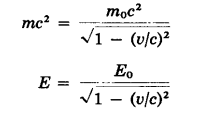 mc² = m₀c² / √1 − (v/c)²
E = E₀ / √1 − (v/c)²